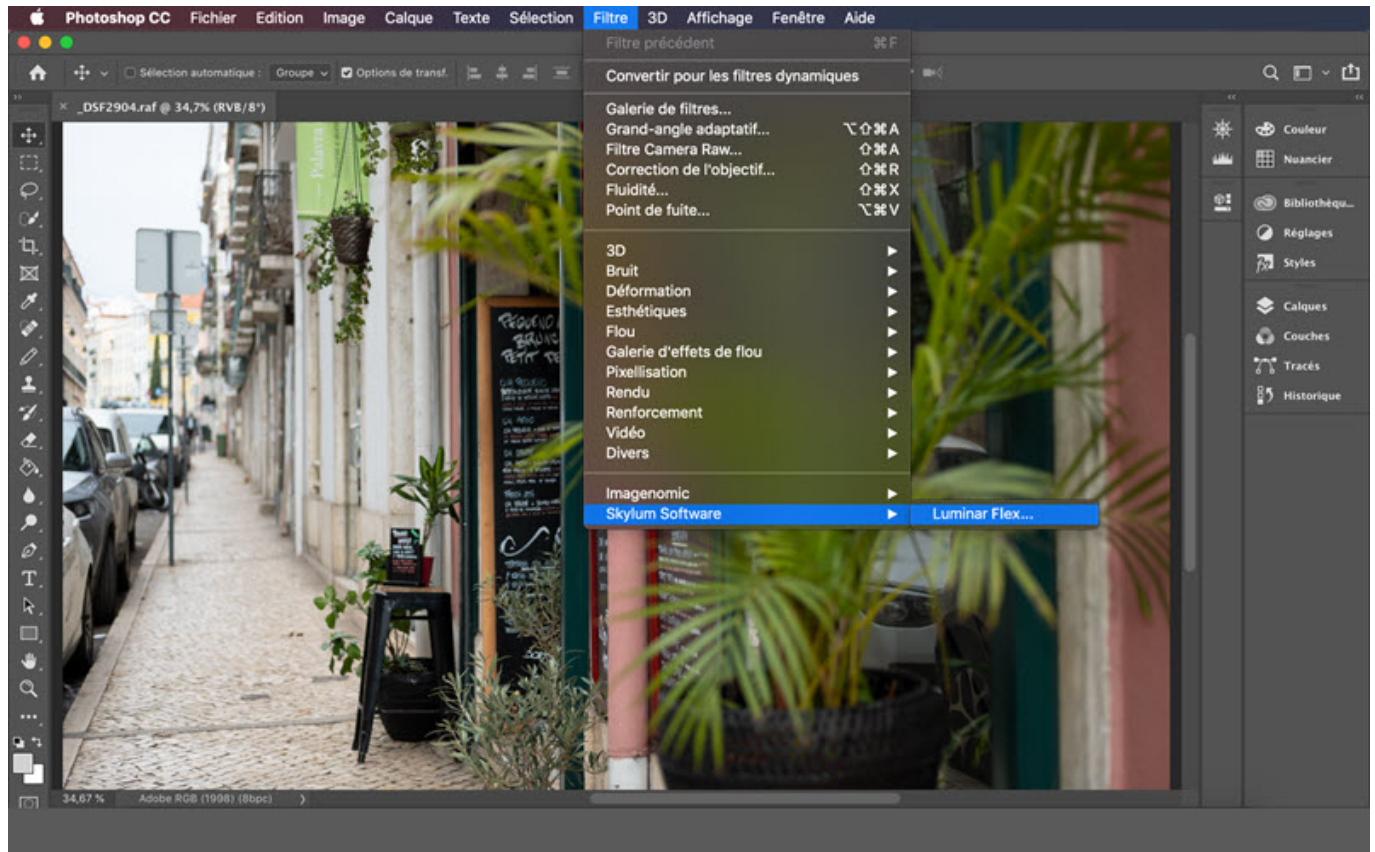 Photoshop CC Fichier Edition Image Calque Texte Sélection Filtre 3D Affichage Fenêtre Aide
Filtre précédent ⌘F
Sélection automatique : Groupe Options de transf.
Convertir pour les filtres dynamiques
× _DSF2904.raf @ 34,7% (RVB/8*)
Galerie de filtres...
Grand-angle adaptatif... ⌥⇧⌘A
Filtre Camera Raw... ⇧⌘A
Correction de l'objectif... ⇧⌘R
Fluidité... ⇧⌘X
Point de fuite... ⌥⌘V
3D
Bruit
Déformation
Esthétiques
Flou
Galerie d'effets de flou
Pixellisation
Rendu
Renforcement
Vidéo
Divers
Imagenomic
Skylum Software
Luminar Flex...
Couleur
Nuancier
Bibliothèqu...
Réglages
Styles
Calques
Couches
Tracés
Historique
— Palavra
PEQUENO
BRUNC
PETIT
34,67 % Adobe RGB (1998) (8bpc)